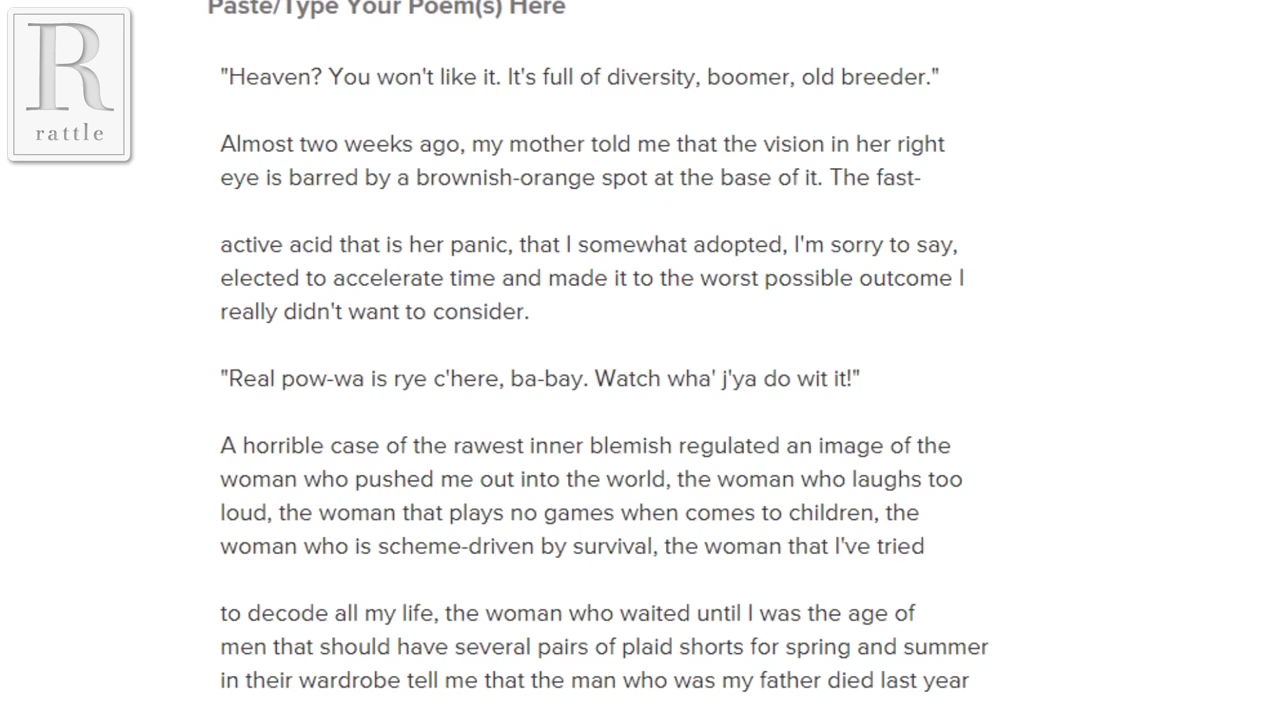 Paste/Type Your Poem(s) Here
R
rattle
"Heaven? You won't like it. It's full of diversity, boomer, old breeder."
Almost two weeks ago, my mother told me that the vision in her right
eye is barred by a brownish-orange spot at the base of it. The fast-
active acid that is her panic, that I somewhat adopted, I'm sorry to say,
elected to accelerate time and made it to the worst possible outcome I
really didn't want to consider.
"Real pow-wa is rye c'here, ba-bay. Watch wha' j'ya do wit it!"
A horrible case of the rawest inner blemish regulated an image of the
woman who pushed me out into the world, the woman who laughs too
loud, the woman that plays no games when comes to children, the
woman who is scheme-driven by survival, the woman that I've tried
to decode all my life, the woman who waited until I was the age of
men that should have several pairs of plaid shorts for spring and summer
in their wardrobe tell me that the man who was my father died last year